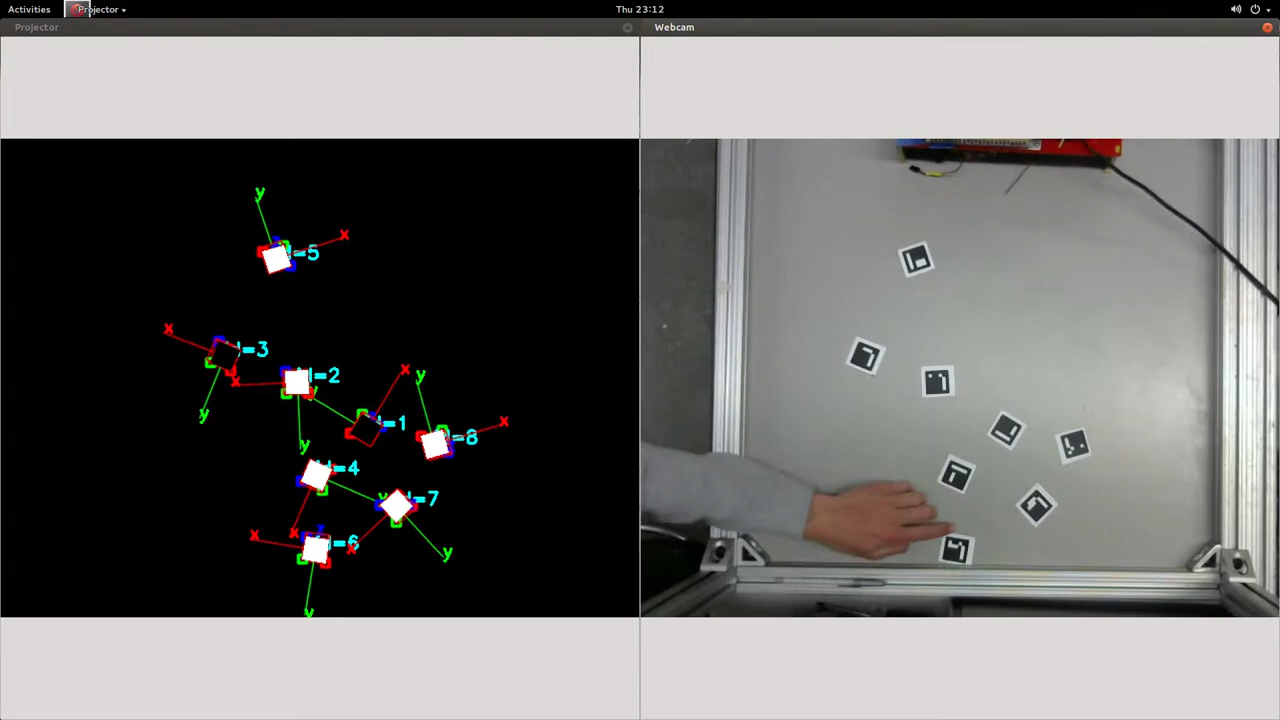 Activities Projector Thu 23:12
Projector Webcam
y
x
=5
x
=3
y
x
=2
y
x
=1
y
x
=8
=4
x
=7
y
y
x
=6
x
y